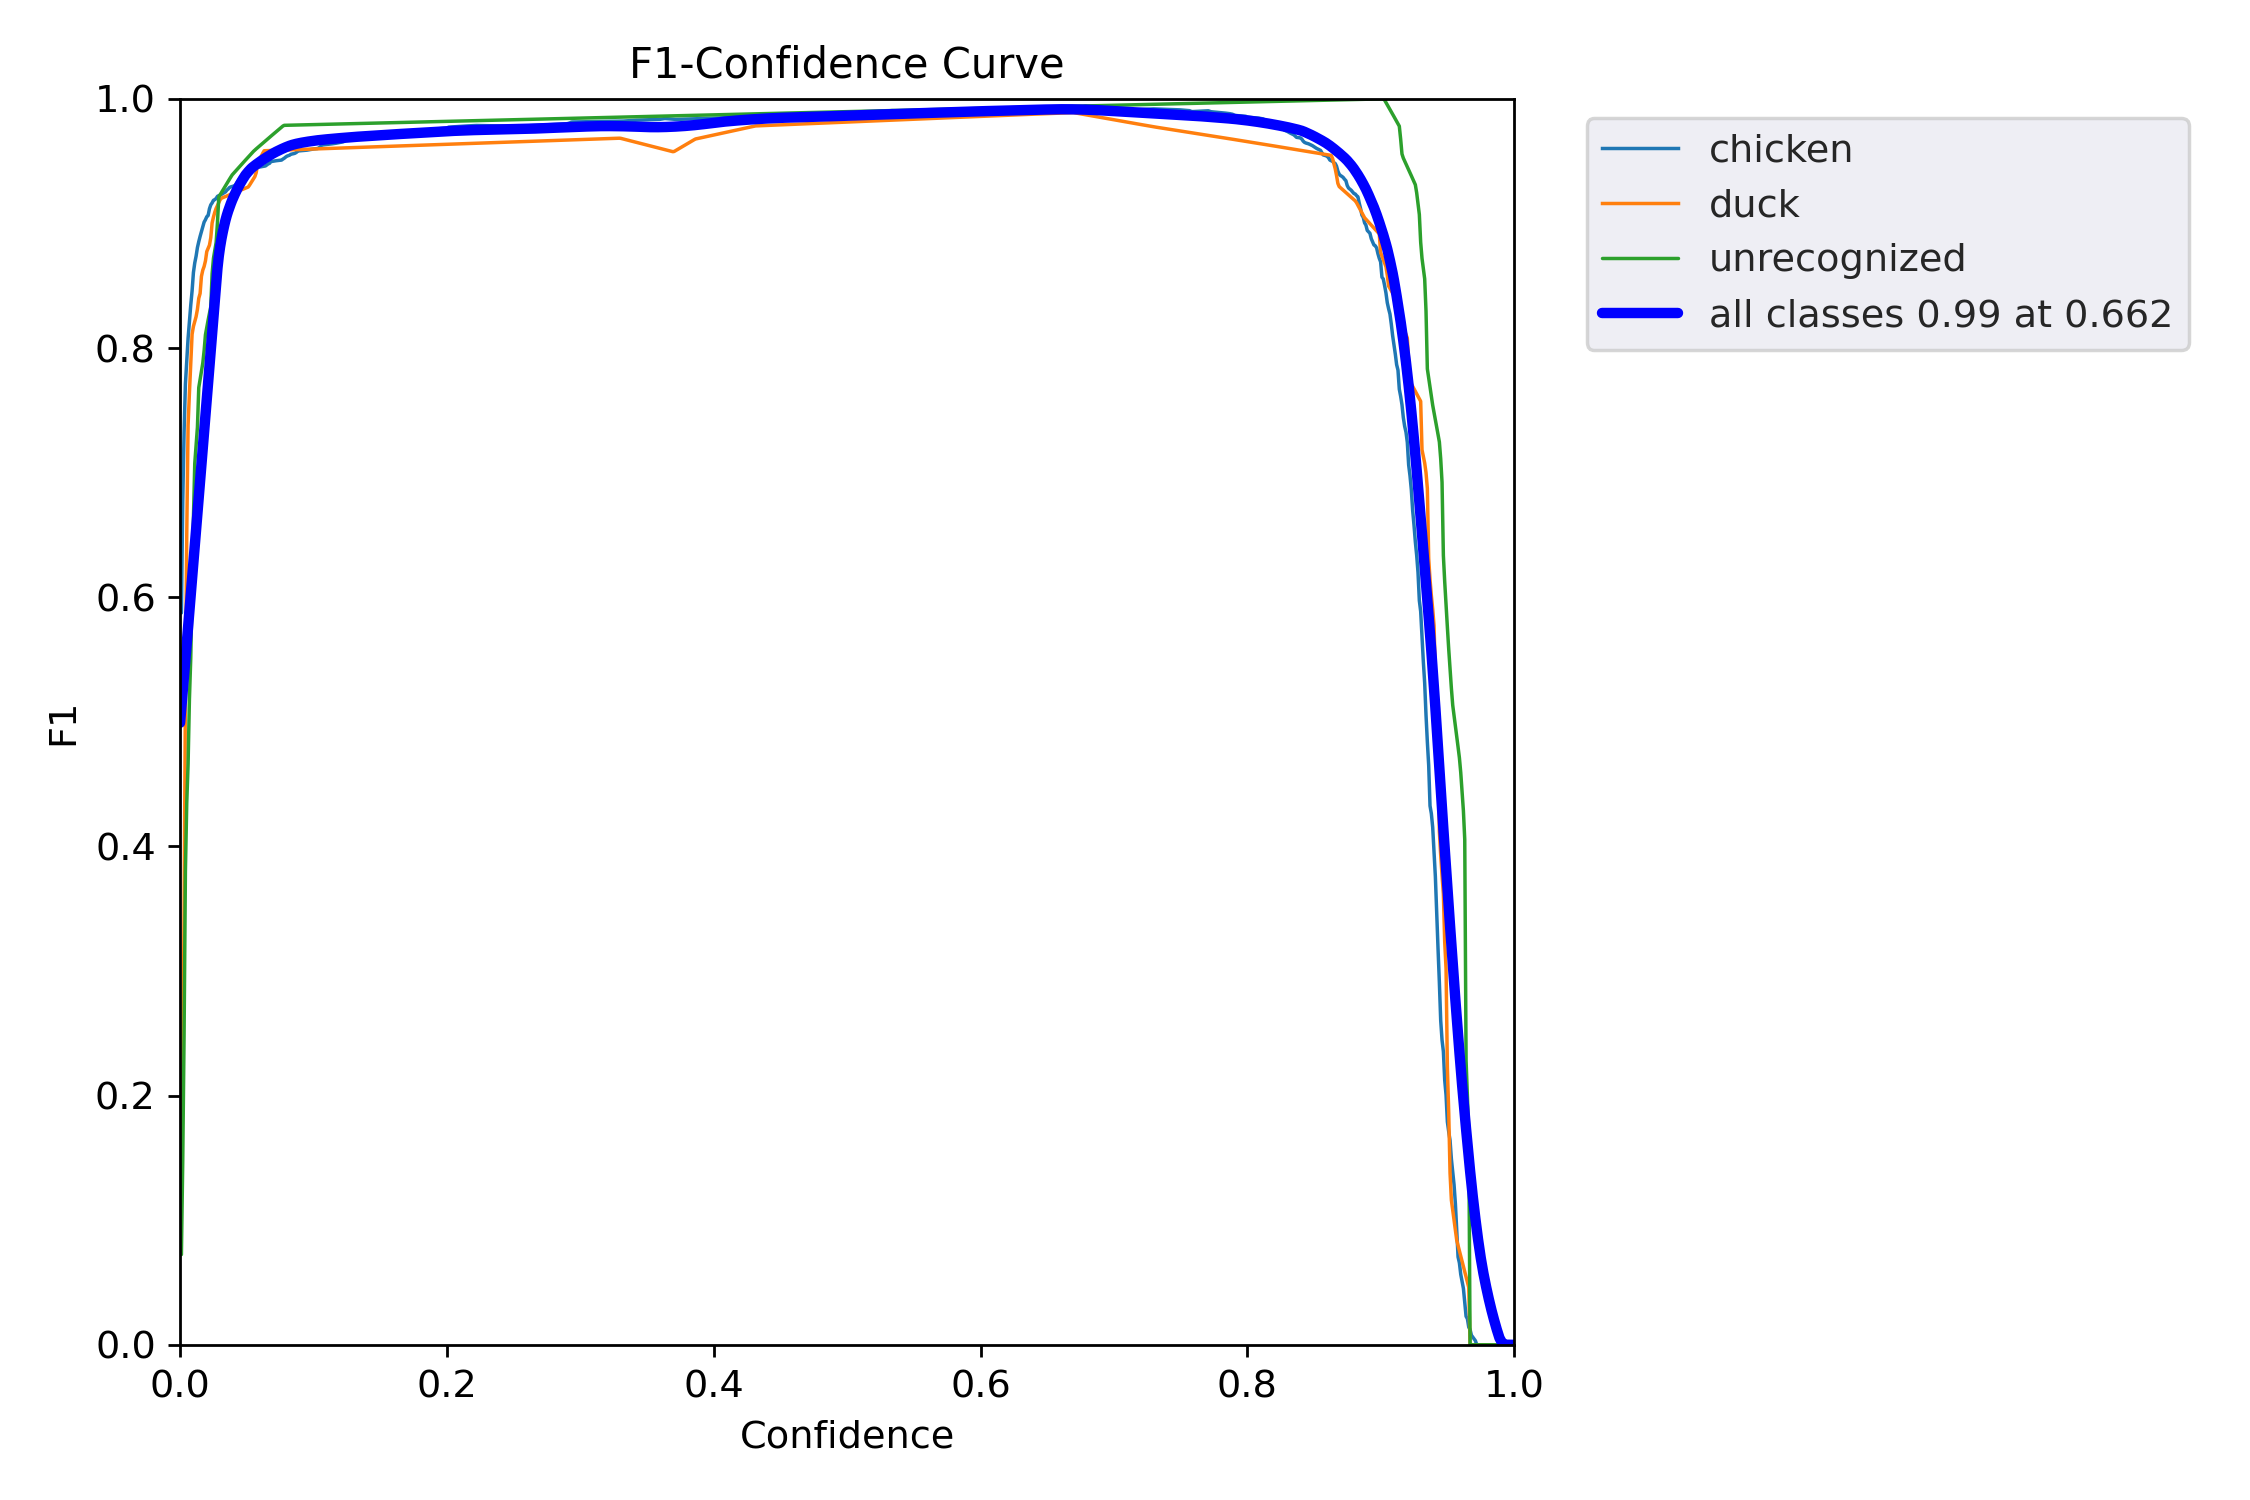 F1-Confidence Curve
1.0
0.8
0.6
0.4
0.2
0.0
F1
0.0 0.2 0.4 0.6 0.8 1.0
Confidence
chicken
duck
unrecognized
all classes 0.99 at 0.662